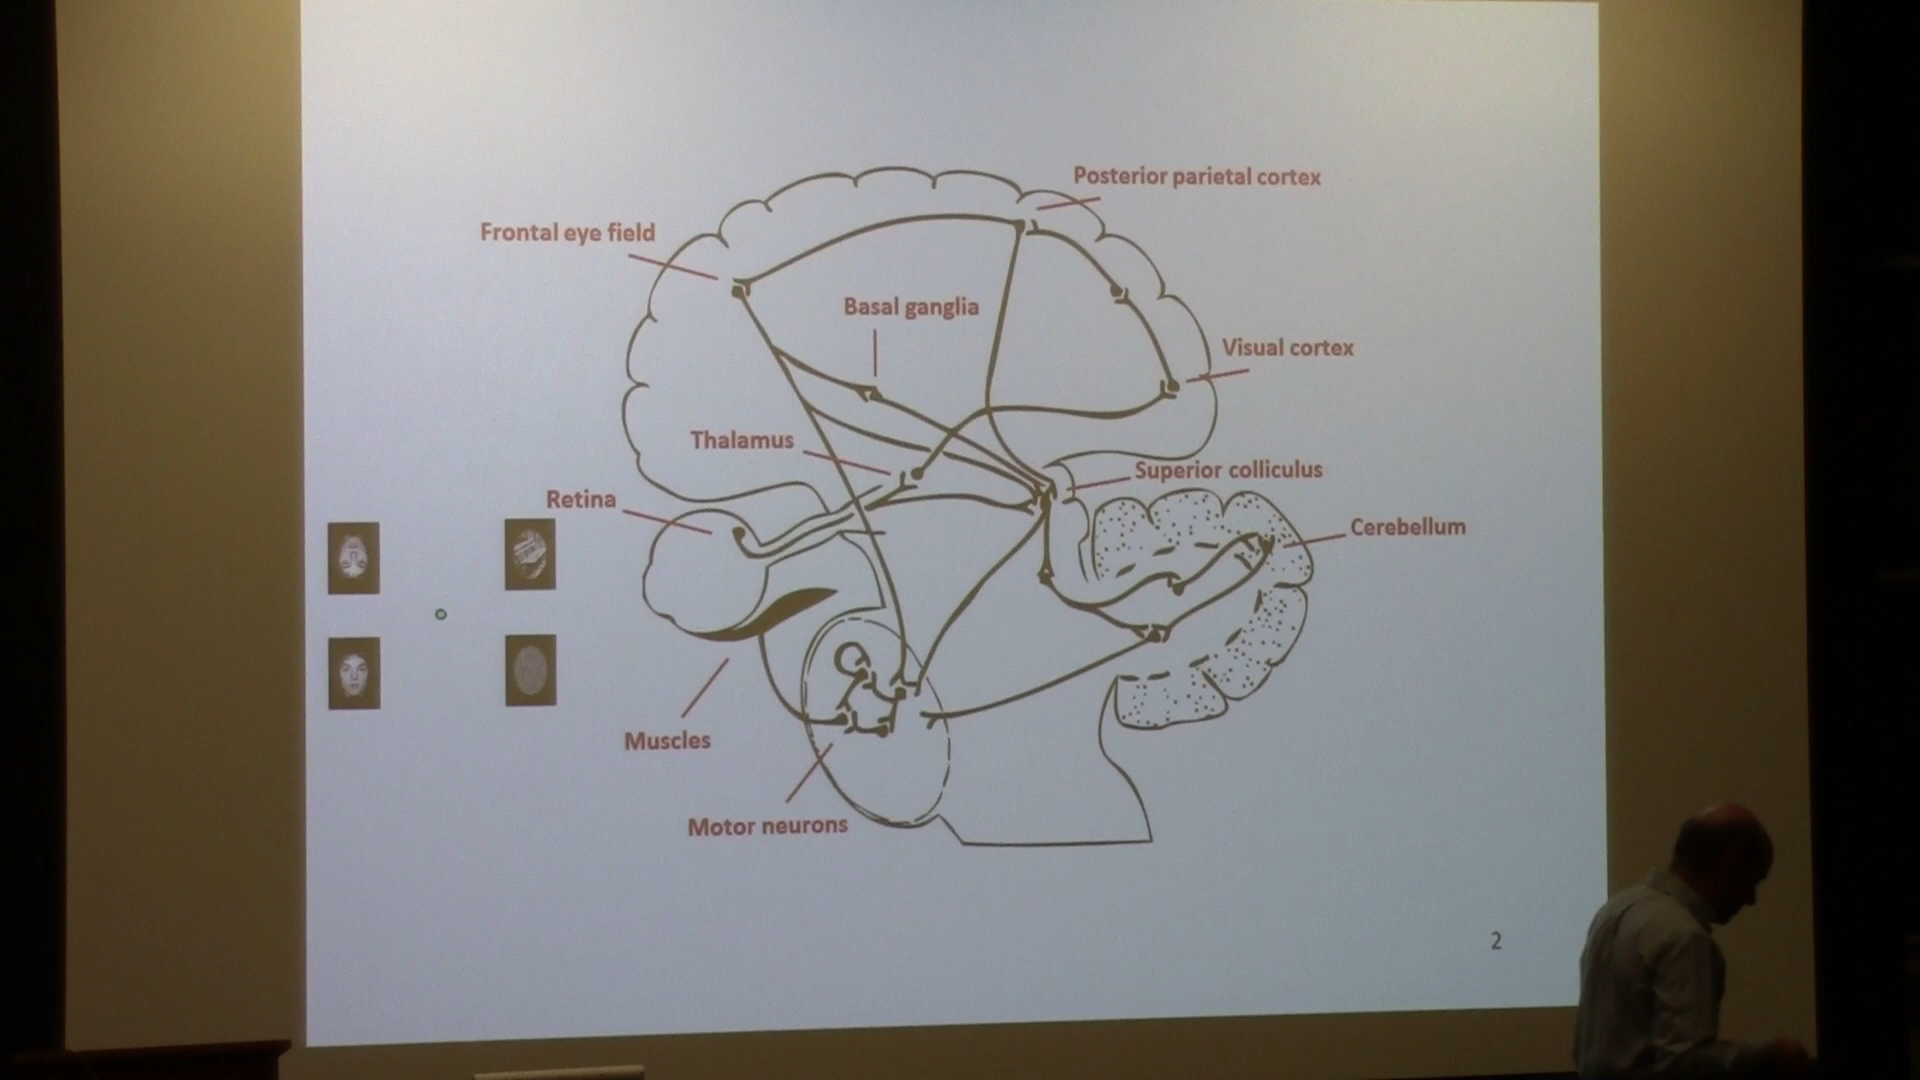 Posterior parietal cortex
Frontal eye field
Basal ganglia
Visual cortex
Thalamus
Superior colliculus
Retina
Cerebellum
Muscles
Motor neurons
2